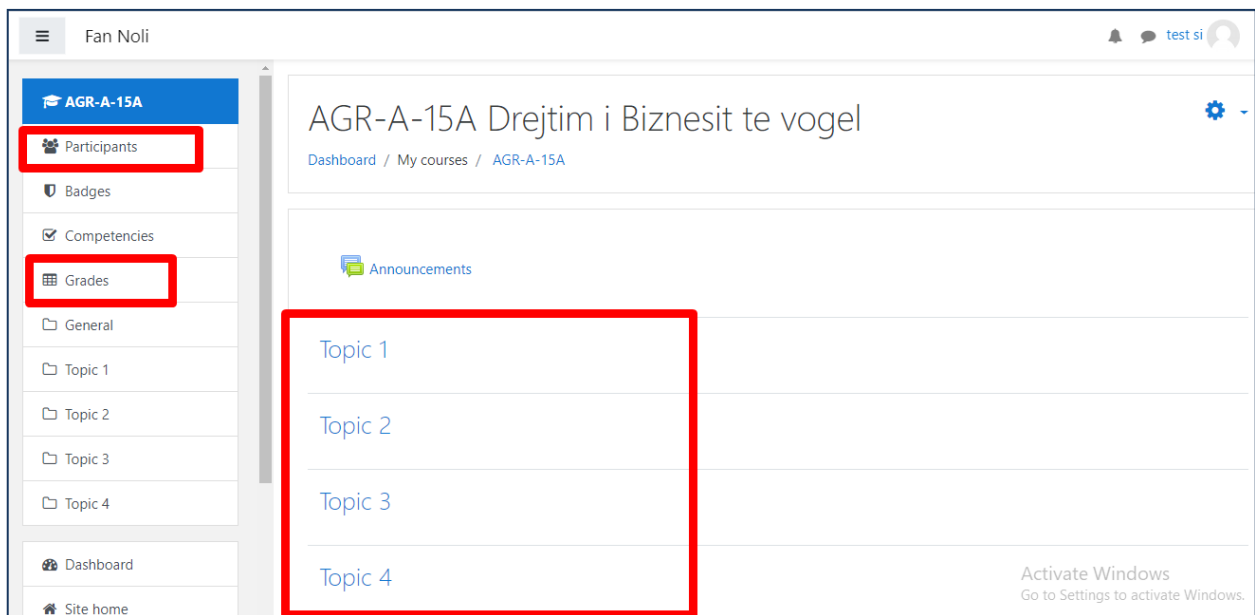 Fan Noli
test si
AGR-A-15A
Participants
Badges
Competencies
Grades
General
Topic 1
Topic 2
Topic 3
Topic 4
Dashboard
Site home
AGR-A-15A Drejtim i Biznesit te vogel
Dashboard / My courses / AGR-A-15A
Announcements
Topic 1
Topic 2
Topic 3
Topic 4
Activate Windows
Go to Settings to activate Windows.